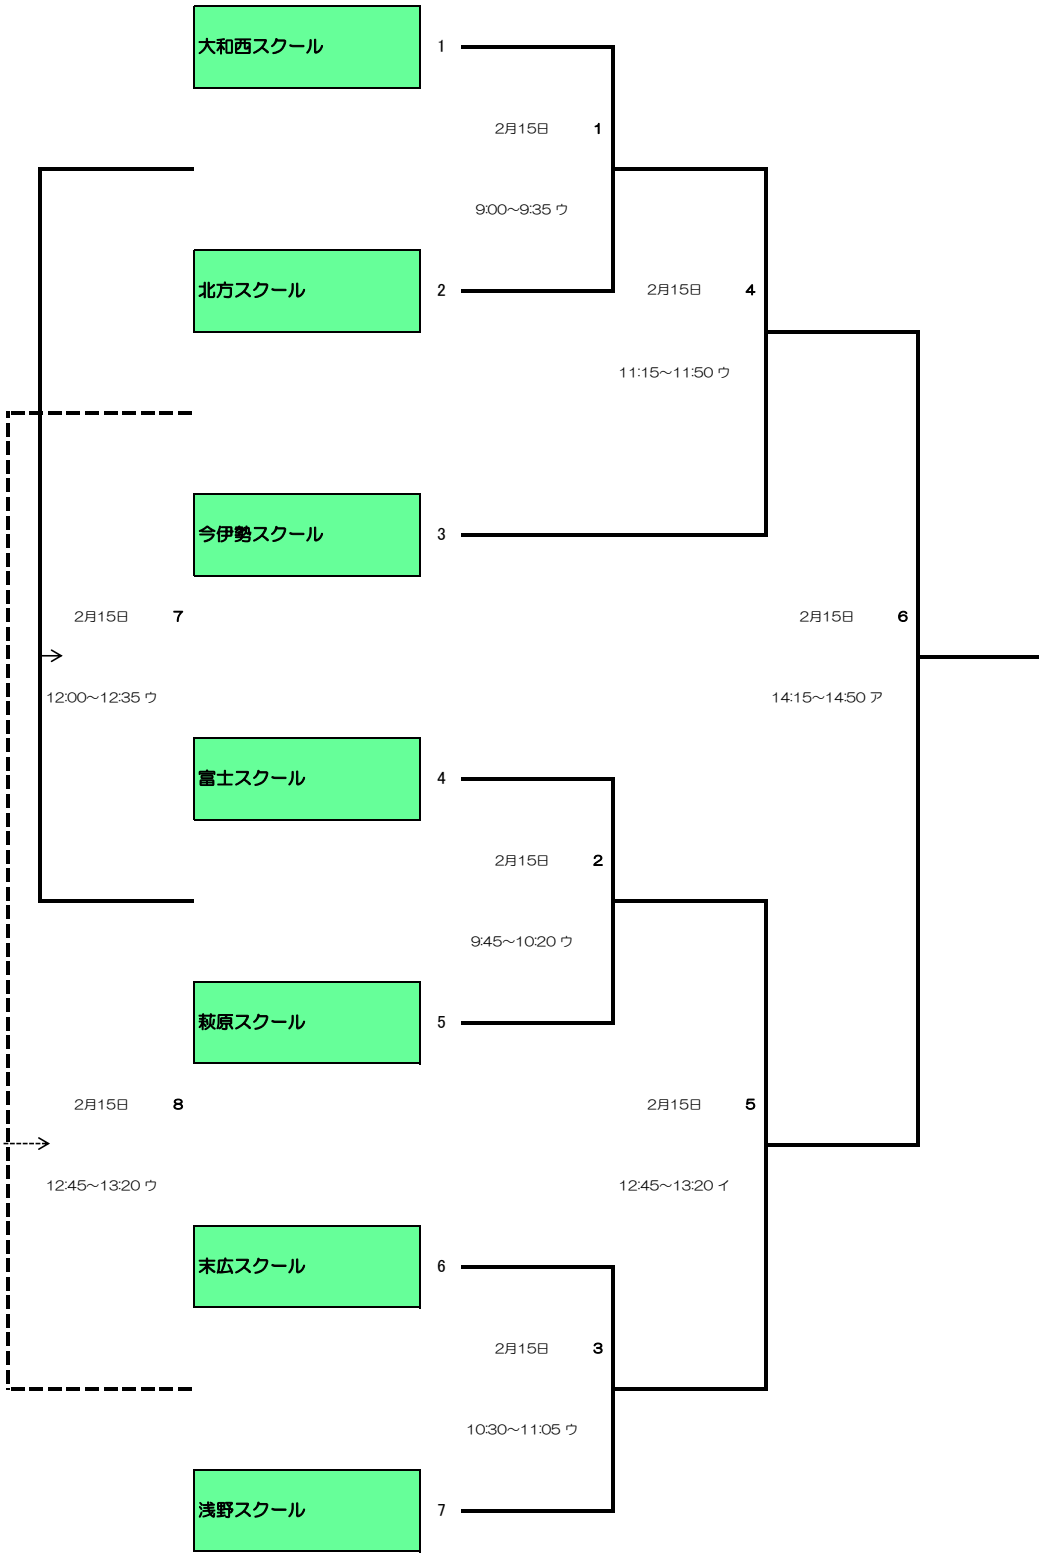 大和西スクール 1
2月15日 1
9:00～9:35 ウ
北方スクール 2
2月15日 4
11:15～11:50 ウ
今伊勢スクール 3
2月15日 7
2月15日 6
12:00～12:35 ウ
14:15～14:50 ア
富士スクール 4
2月15日 2
9:45～10:20 ウ
萩原スクール 5
2月15日 8
2月15日 5
12:45～13:20 ウ
12:45～13:20 イ
末広スクール 6
2月15日 3
10:30～11:05 ウ
浅野スクール 7